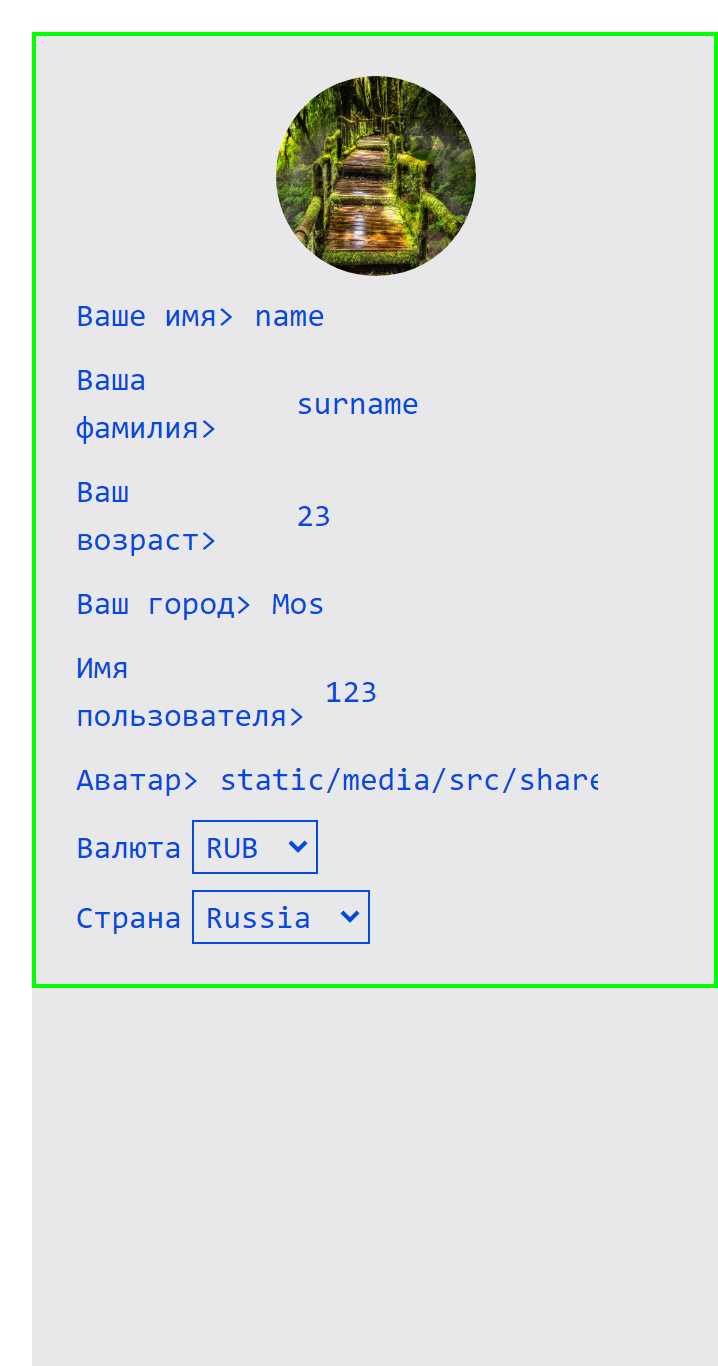 Ваше имя> name
Ваша
фамилия>
surname
Ваш
возраст>
23
Ваш город> Mos
Имя
пользователя>
123
Аватар> static/media/src/share
Валюта RUB
Страна Russia